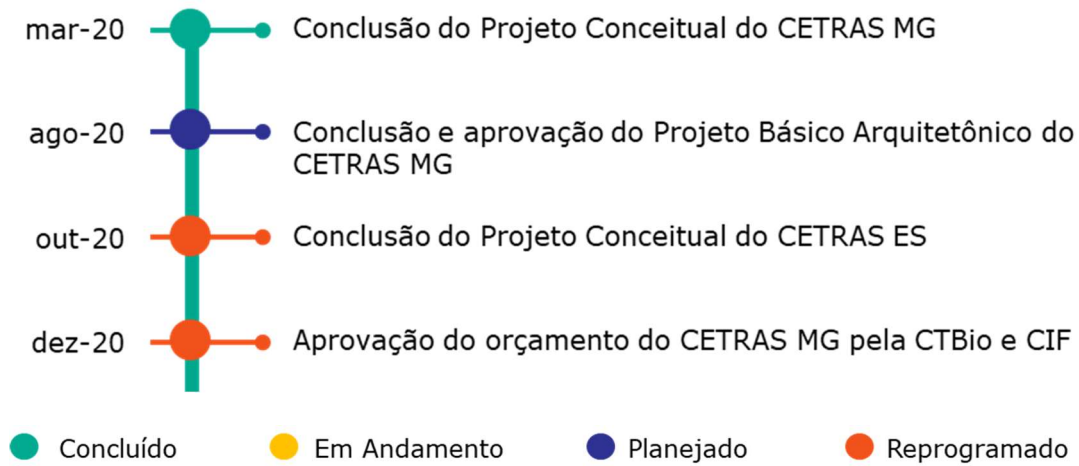 mar-20 Conclusão do Projeto Conceitual do CETRAS MG
ago-20 Conclusão e aprovação do Projeto Básico Arquitetônico do
CETRAS MG
out-20 Conclusão do Projeto Conceitual do CETRAS ES
dez-20 Aprovação do orçamento do CETRAS MG pela CTBio e CIF
Concluído Em Andamento Planejado Reprogramado